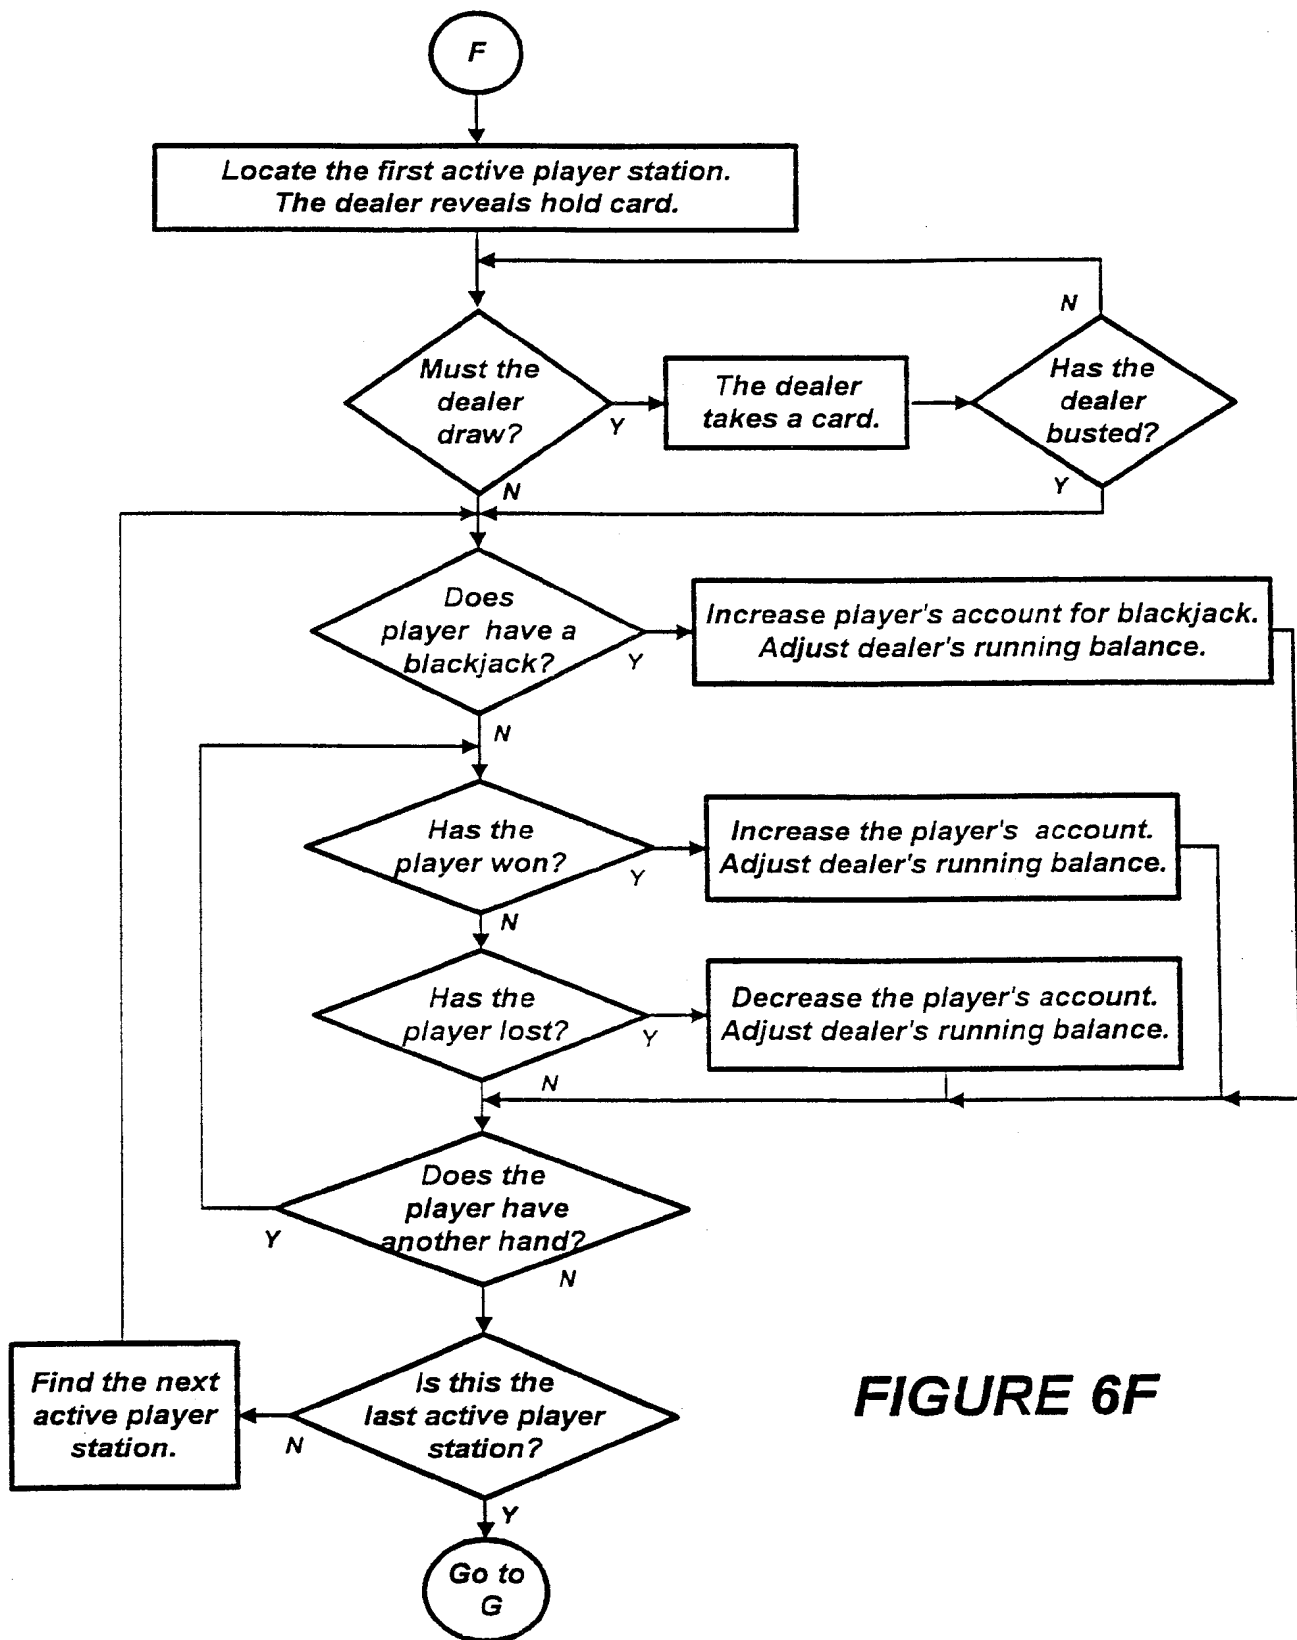 F
Locate the first active player station.
The dealer reveals hold card.
N
Must the
dealer
draw?
Y
The dealer
takes a card.
Has the
dealer
busted?
Y
N
Does
player have a
blackjack?
Y
Increase player's account for blackjack.
Adjust dealer's running balance.
N
Has the
player won?
Y
Increase the player's account.
Adjust dealer's running balance.
N
Has the
player lost?
Y
Decrease the player's account.
Adjust dealer's running balance.
N
Does the
player have
another hand?
Y
N
Is this the
last active player
station?
N
Find the next
active player
station.
FIGURE 6F
Y
Go to
G